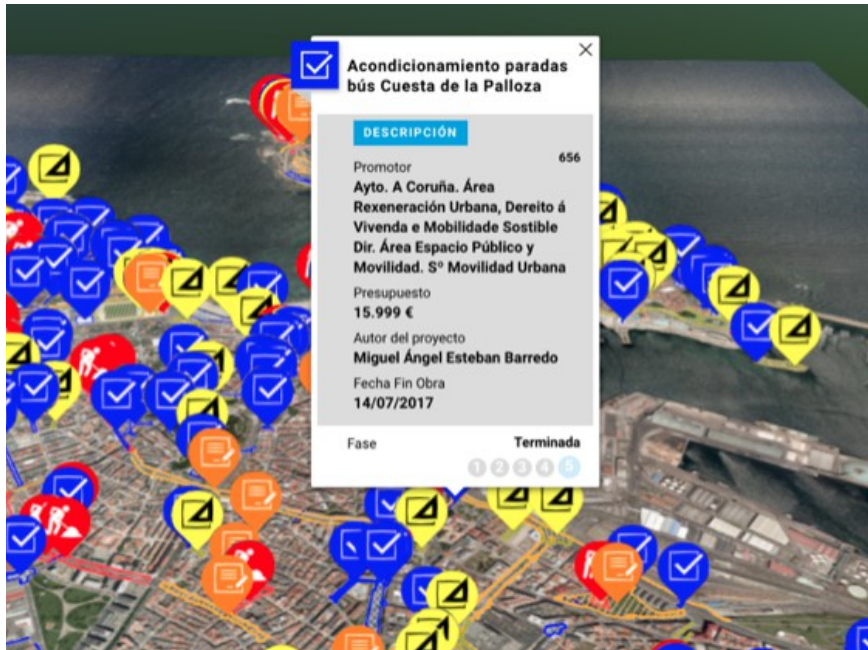 Acondicionamiento paradas
bús Cuesta de la Palloza
DESCRIPCIÓN
656
Promotor
Ayto. A Coruña. Área
Rexeneración Urbana, Dereito á
Vivenda e Mobilidade Sostible
Dir. Área Espacio Público y
Movilidad. Sº Movilidad Urbana
Presupuesto
15.999 €
Autor del proyecto
Miguel Ángel Esteban Barredo
Fecha Fin Obra
14/07/2017
Fase Terminada
1 2 3 4 5